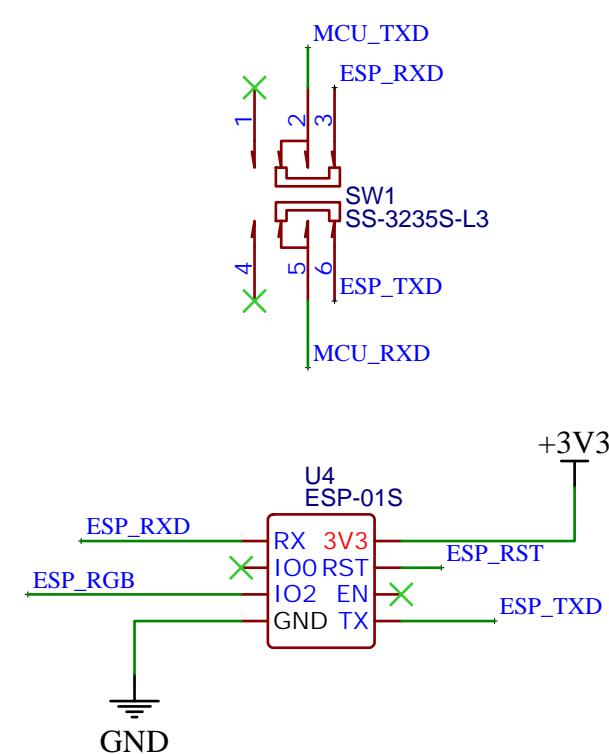 MCU_TXD
ESP_RXD
1
2
3
SW1
SS-3235S-L3
4
5
6
ESP_TXD
MCU_RXD
+3V3
U4
ESP-01S
ESP_RXD
RX 3V3
ESP_RST
IO0 RST
ESP_RGB
IO2 EN
ESP_TXD
GND TX
GND